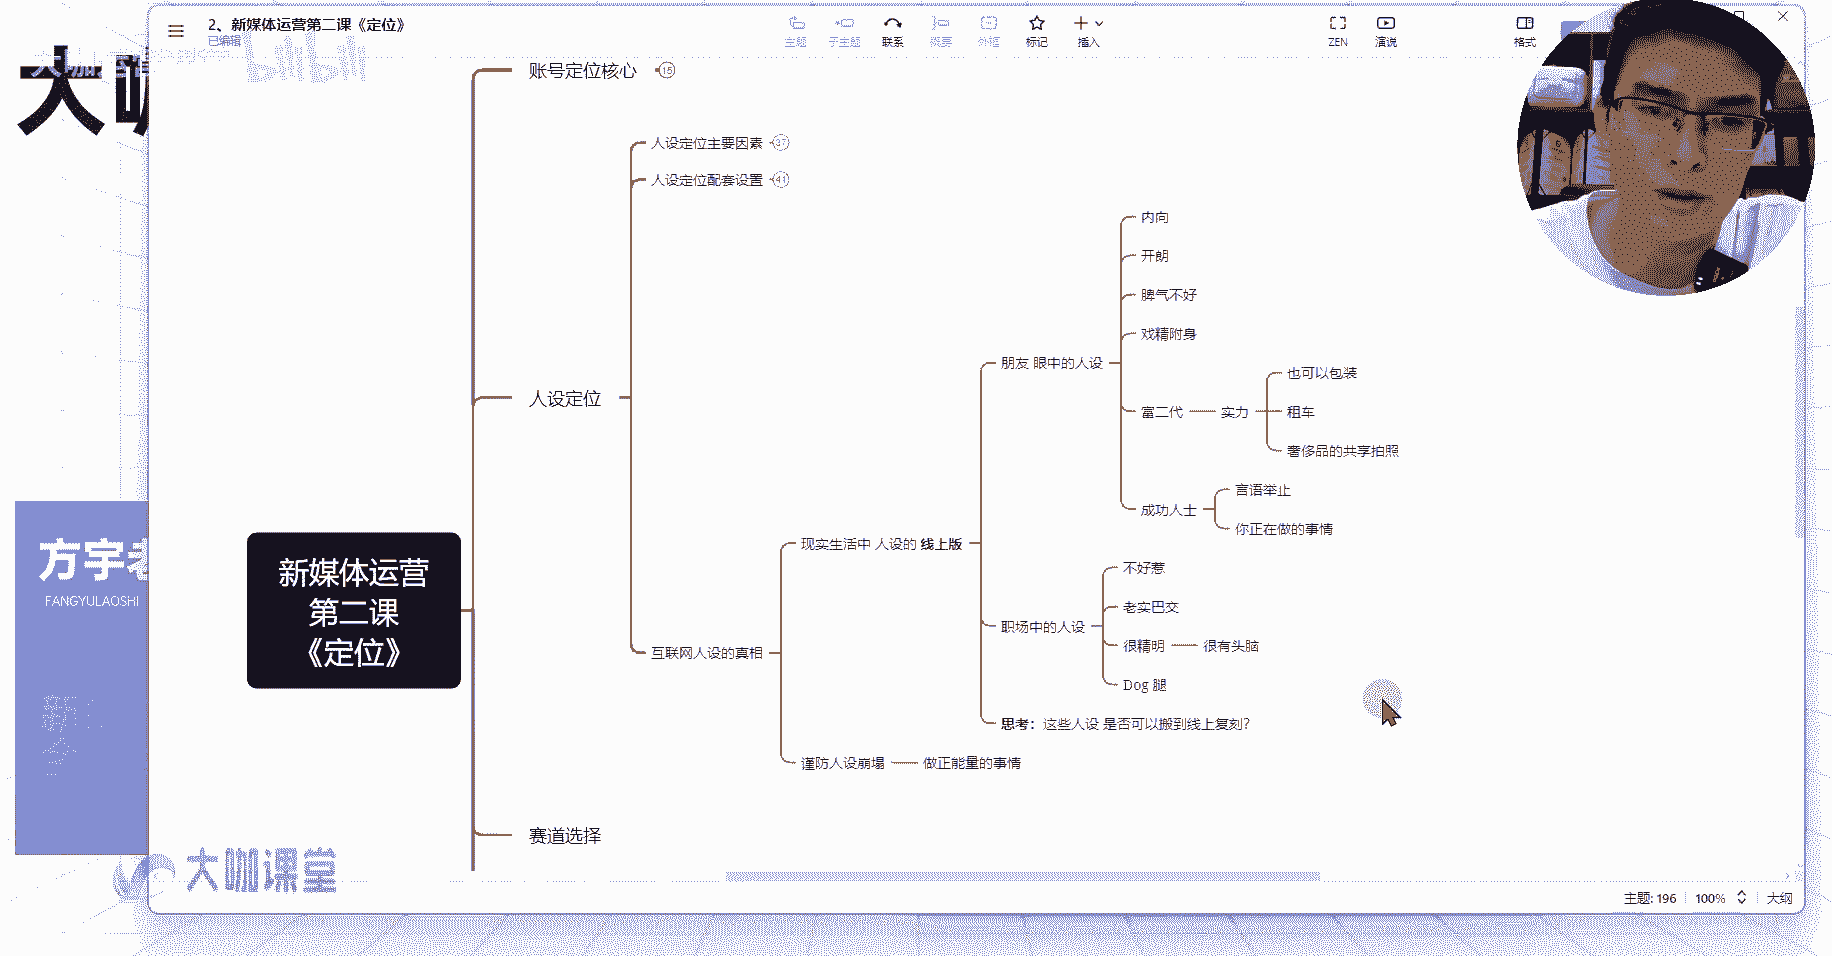 2、新媒体运营第二课《定位》
已编辑
主题
子主题
联系
概要
外框
标记
插入
ZEN
演说
格式
大咖
bilibili
账号定位核心
15
人设定位主要因素
37
人设定位配套设置
41
内向
开朗
脾气不好
戏精附身
朋友 眼中的人设
也可以包装
人设定位
富二代
实力
租车
奢侈品的共享拍照
言语举止
成功人士
你正在做的事情
方宇老
FANGYULAOSHI
现实生活中 人设的 线上版
不好惹
新媒体运营
第二课
《定位》
老实巴交
职场中的人设
很精明
很有头脑
互联网人设的真相
Dog 腿
思考：这些人设 是否可以搬到线上复刻？
谨防人设崩塌
做正能量的事情
赛道选择
大咖课堂
主题: 196
100%
大纲